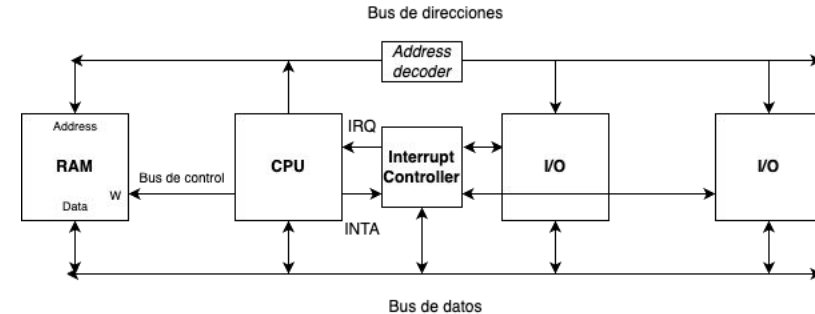 Bus de direcciones
Address
decoder
Address
RAM
Data
W
Bus de control
CPU
IRQ
INTA
Interrupt
Controller
I/O
I/O
Bus de datos